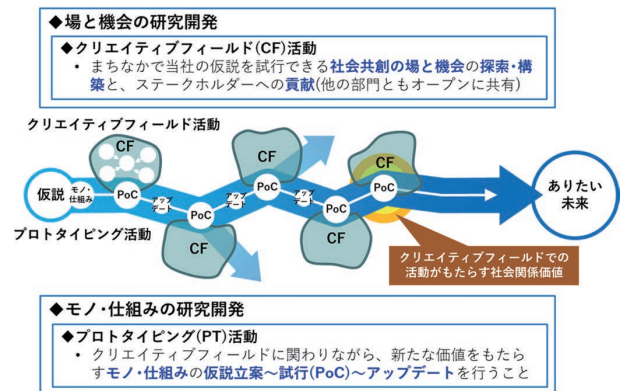 ◆場と機会の研究開発
◆クリエイティブフィールド(CF)活動
• まちなかで当社の仮説を試行できる社会共創の場と機会の探索・構
築と、ステークホルダーへの貢献(他の部門ともオープンに共有)
クリエイティブフィールド活動
CF
CF
CF
仮説
モノ・
仕組み
PoC
アップ
デート
PoC
アップ
デート
PoC
アップ
デート
PoC
PoC
ありたい
未来
プロトタイピング活動
CF
CF
クリエイティブフィールドでの
活動がもたらす社会関係価値
◆モノ・仕組みの研究開発
◆プロトタイピング(PT)活動
• クリエイティブフィールドに関わりながら、新たな価値をもたら
すモノ・仕組みの仮説立案～試行(PoC)～アップデートを行うこと